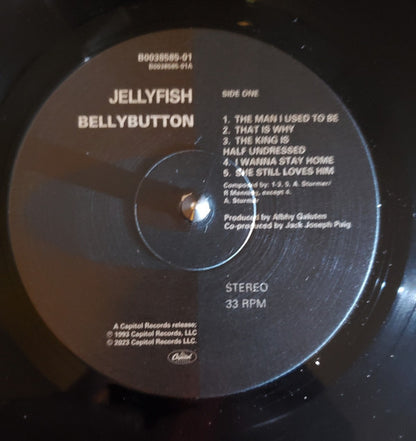 B0038585-01
B0038585-01A
JELLYFISH
BELLYBUTTON
SIDE ONE
1. THE MAN I USED TO BE
2. THAT IS WHY
3. THE KING IS
HALF UNDRESSED
4. I WANNA STAY HOME
5. SHE STILL LOVES HIM
Composed by: 1-3, 5. A. Sturmer/
R Manning, except 4.
A. Sturmer
Produced by Albhy Galuten
Co-produced by Jack Joseph Puig
STEREO
33 RPM
A Capitol Records release;
℗ 1993 Capitol Records, LLC
© 2023 Capitol Records, LLC.
Capitol